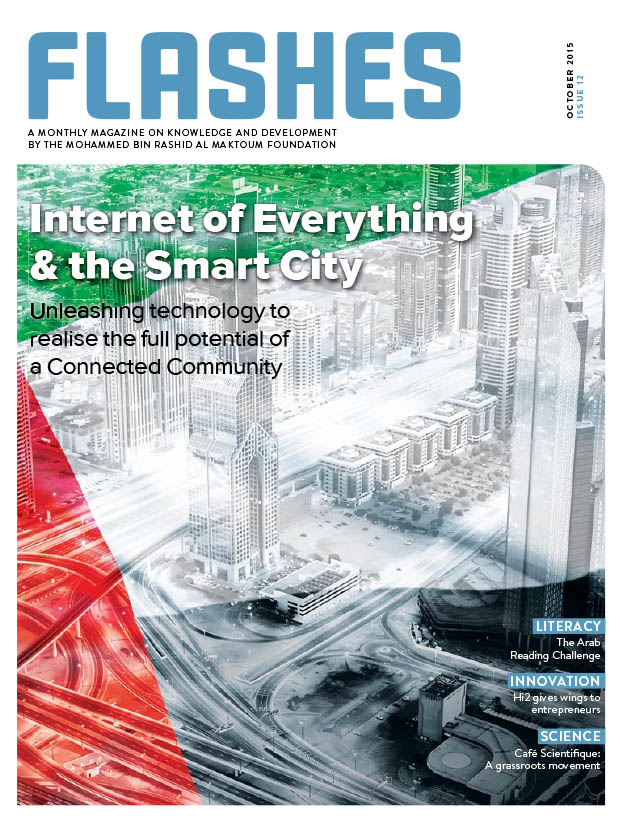 FLASHES
OCTOBER 2015
ISSUE 12
A MONTHLY MAGAZINE ON KNOWLEDGE AND DEVELOPMENT
BY THE MOHAMMED BIN RASHID AL MAKTOUM FOUNDATION
Internet of Everything
& the Smart City
Unleashing technology to
realise the full potential of
a Connected Community
LITERACY
The Arab
Reading Challenge
INNOVATION
Hi2 gives wings to
entrepreneurs
SCIENCE
Café Scientifique:
A grassroots movement